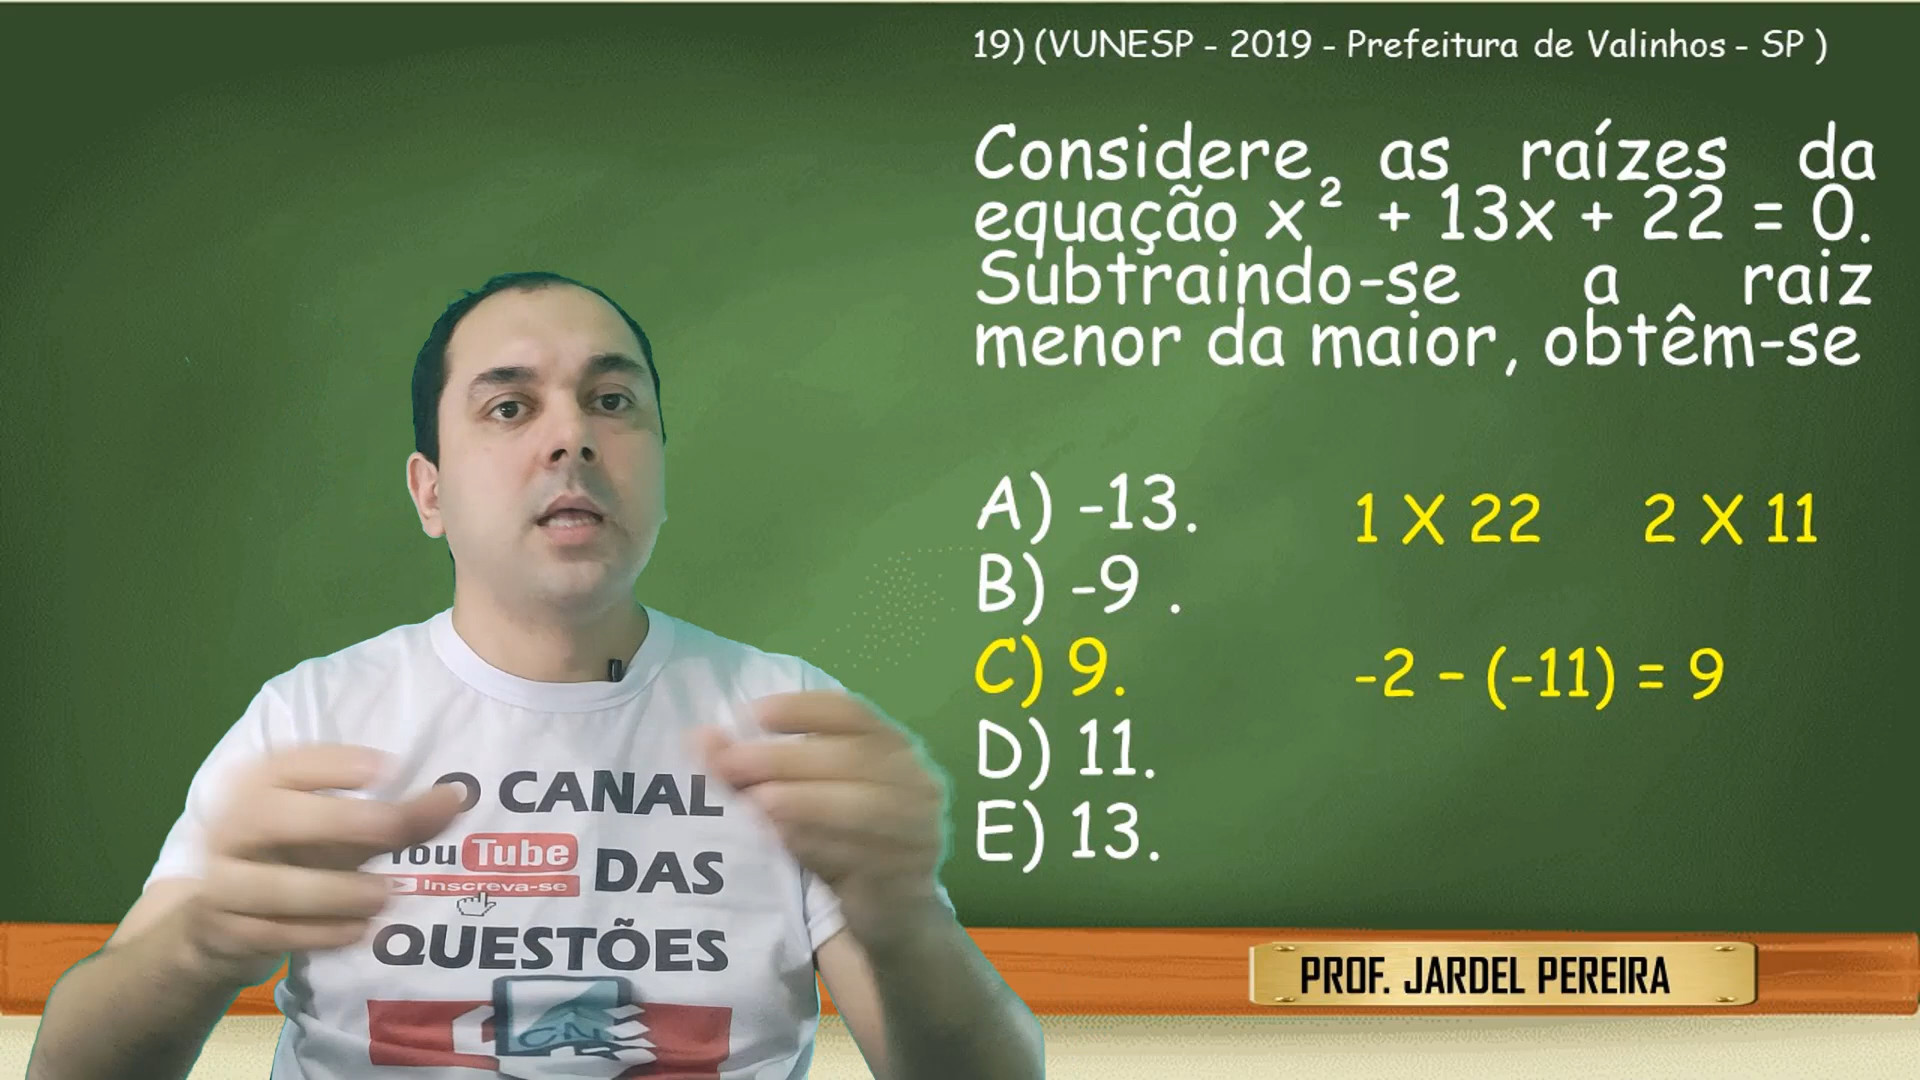 19) (VUNESP - 2019 - Prefeitura de Valinhos - SP )
Considere as raízes da
equação x² + 13x + 22 = 0.
Subtraindo-se a raiz
menor da maior, obtêm-se
A) -13.
B) -9 .
C) 9.
D) 11.
E) 13.
1 X 22 2 X 11
-2 - (-11) = 9
O CANAL
YouTube DAS
Inscreva-se
QUESTÕES
PROF. JARDEL PEREIRA